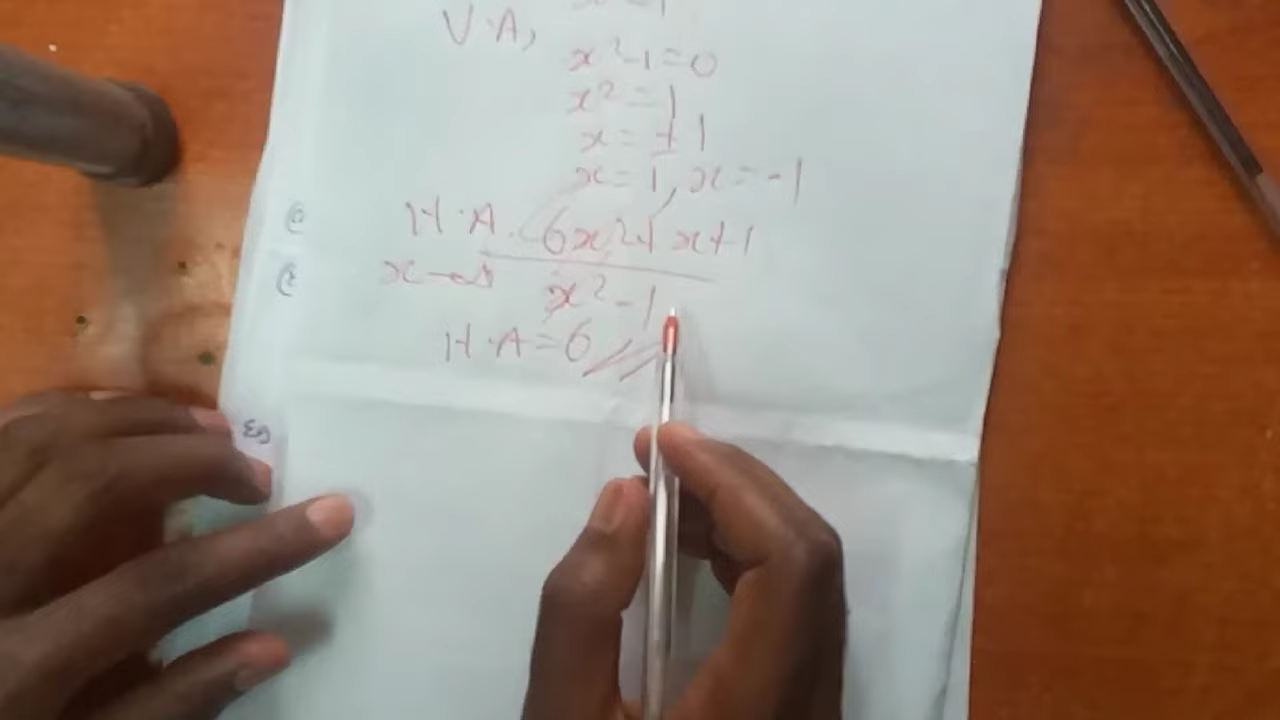 V.A,
x²-1=0
x²=1
x=±1
x=1, x=-1
H.A. 6x²+x+1
x→∞ x²-1
H.A=6
Eg